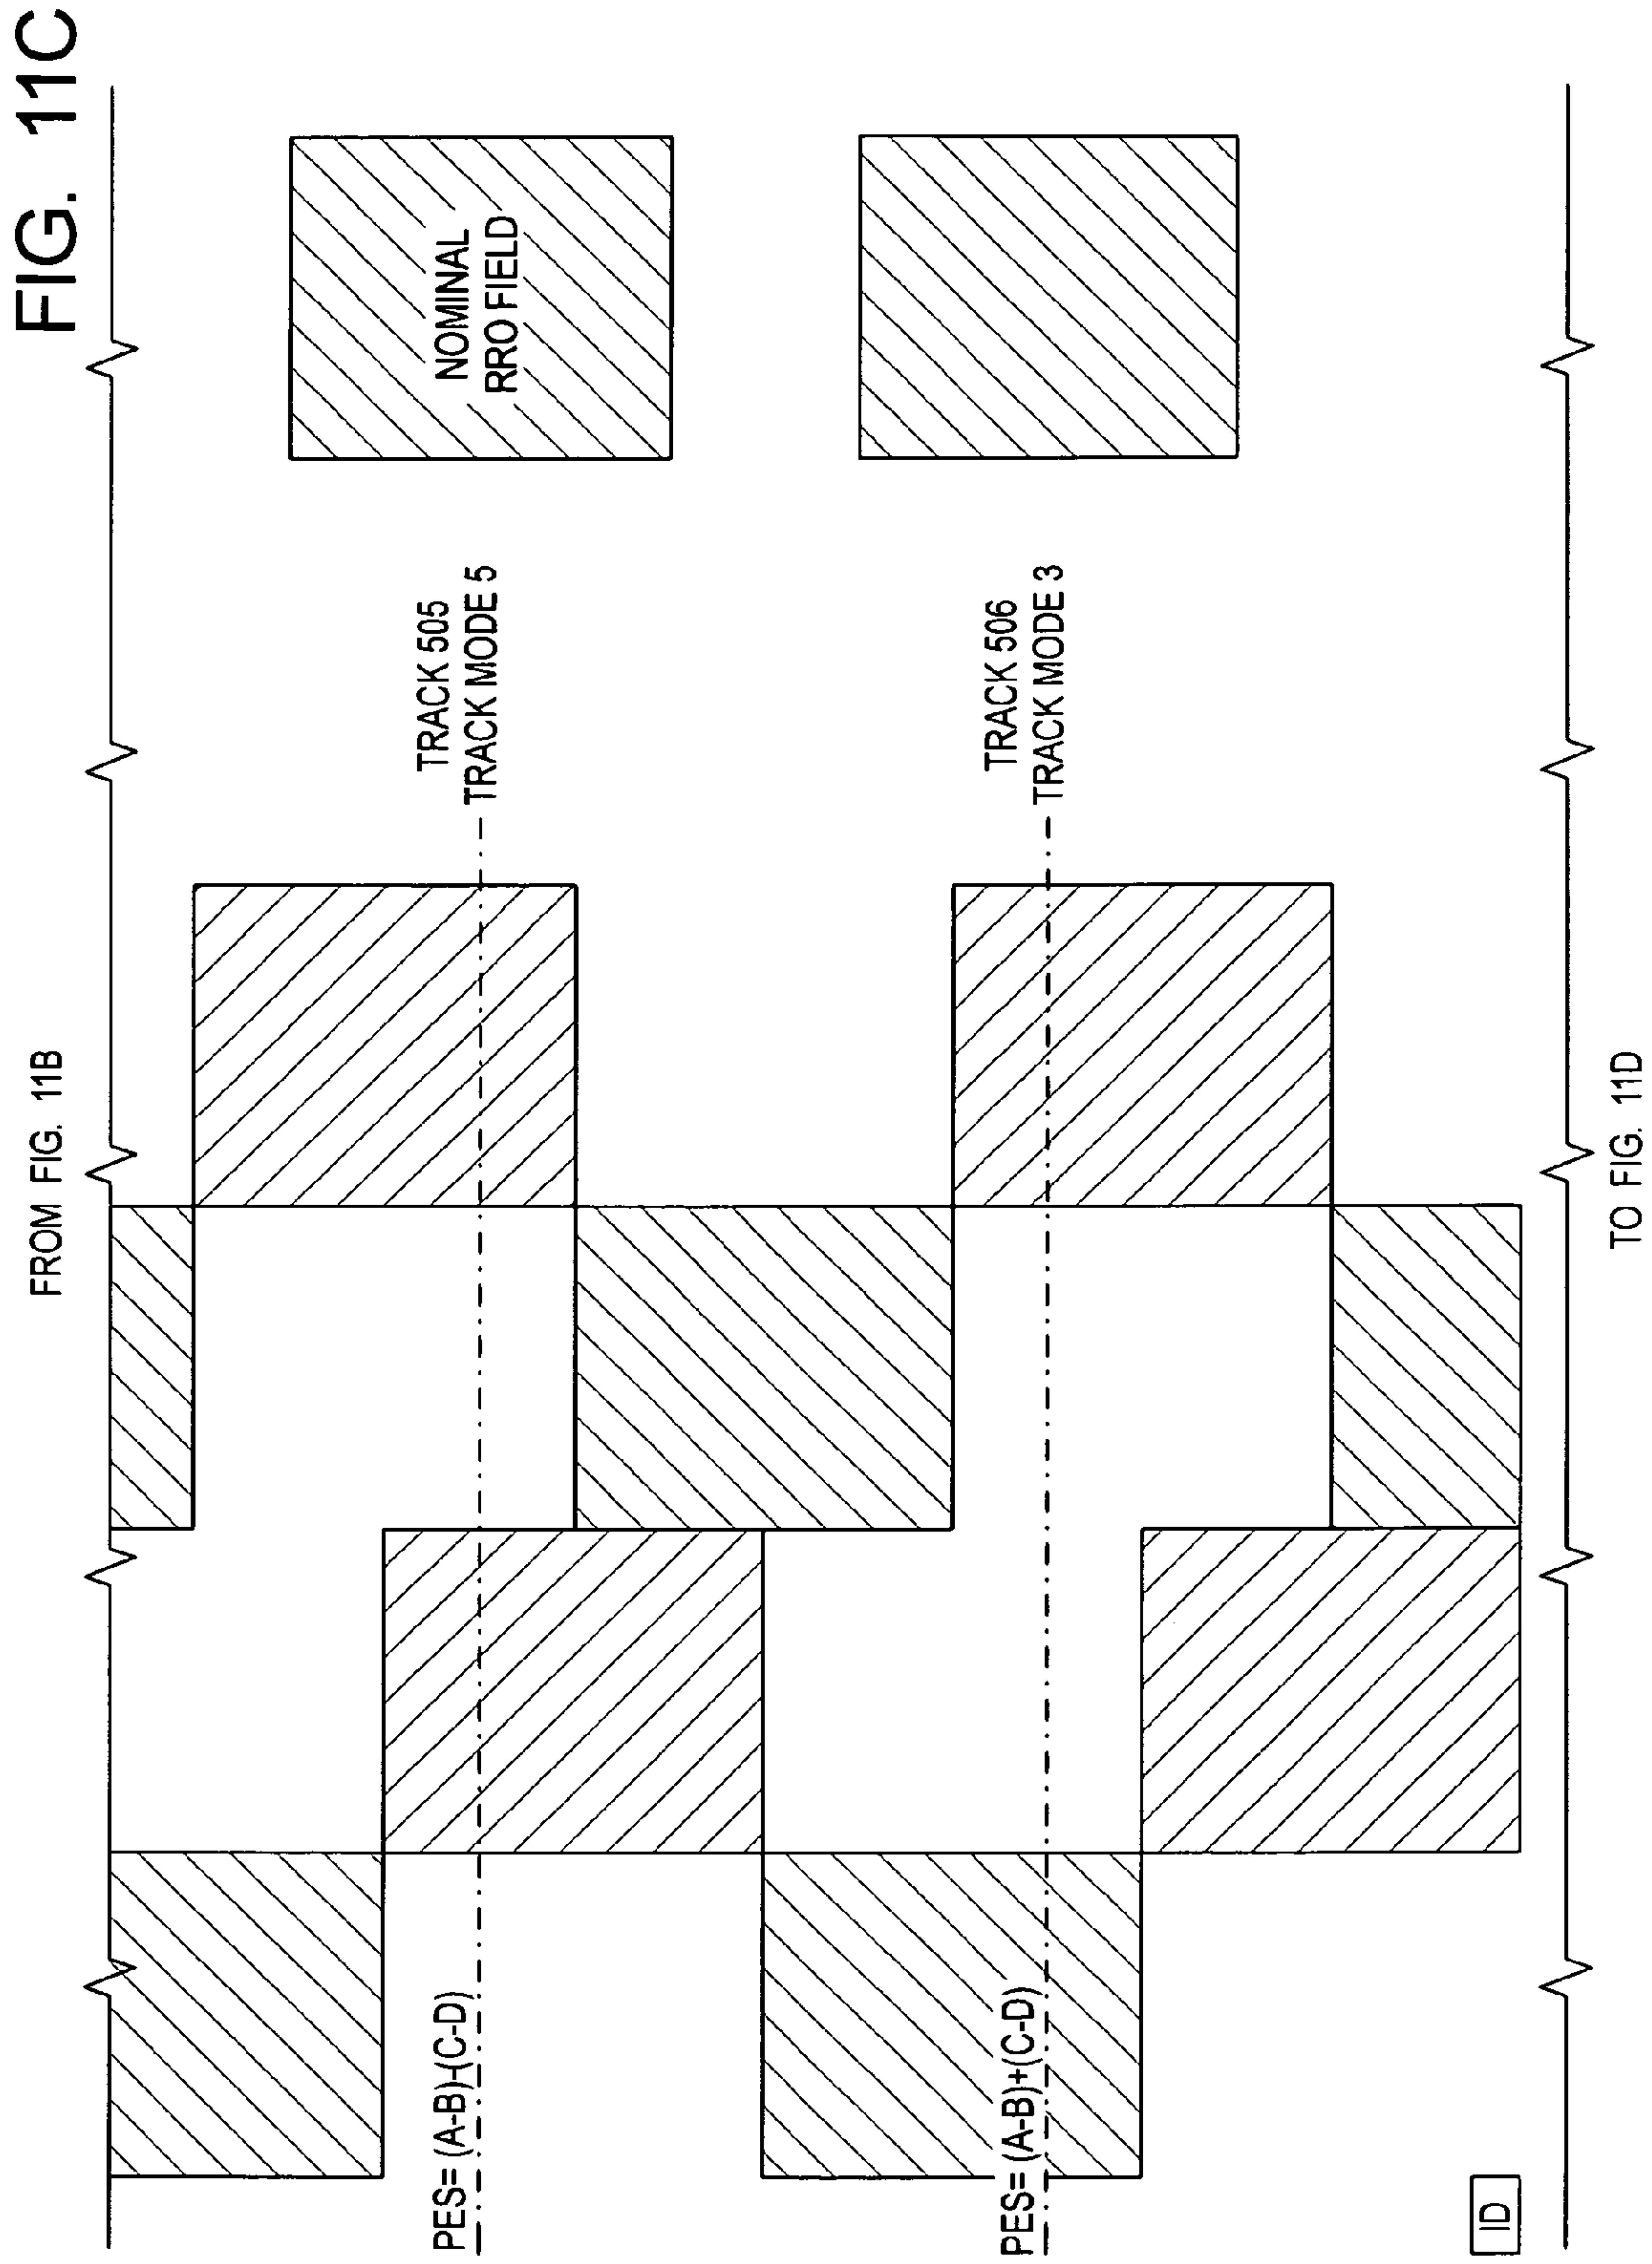 FIG. 11C
FROM FIG. 11B
NOMINAL
RRO FIELD
TRACK 505
TRACK MODE 5
PES= (A-B)-(C-D)
TRACK 506
TRACK MODE 3
PES= (A-B)+(C-D)
ID
TO FIG. 11D